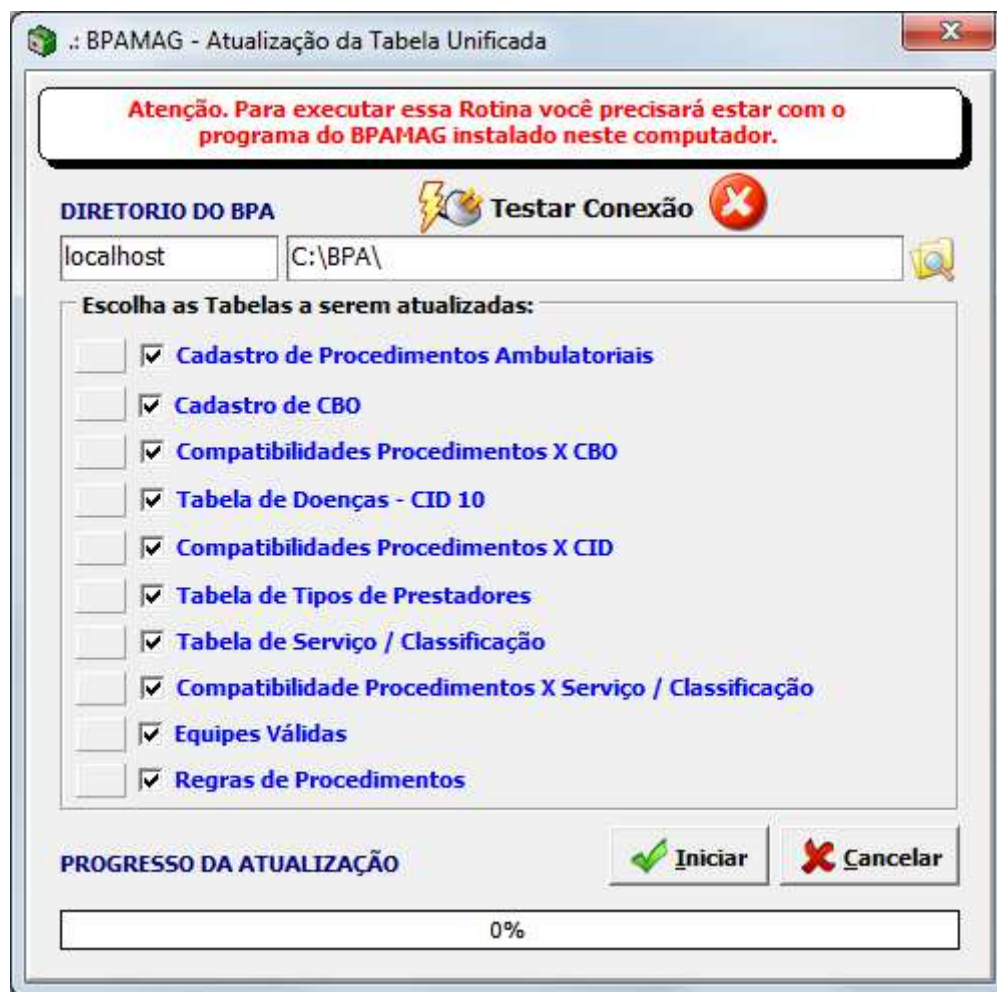 .: BPAMAG - Atualização da Tabela Unificada
Atenção. Para executar essa Rotina você precisará estar com o
programa do BPAMAG instalado neste computador.
DIRETORIO DO BPA
Testar Conexão
localhost
C:\BPA\
Escolha as Tabelas a serem atualizadas:
Cadastro de Procedimentos Ambulatoriais
Cadastro de CBO
Compatibilidades Procedimentos X CBO
Tabela de Doenças - CID 10
Compatibilidades Procedimentos X CID
Tabela de Tipos de Prestadores
Tabela de Serviço / Classificação
Compatibilidade Procedimentos X Serviço / Classificação
Equipes Válidas
Regras de Procedimentos
PROGRESSO DA ATUALIZAÇÃO
Iniciar
Cancelar
0%